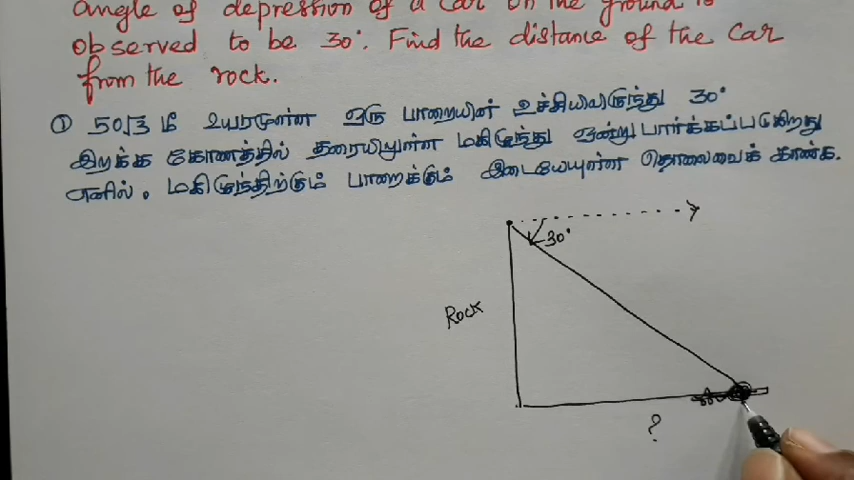 angle of depression of a car on the ground is
observed to be 30°. Find the distance of the car
from the rock.
① 50√3 மீ உயரமுள்ள ஒரு பாறையின் உச்சியிலிருந்து 30°
இறக்க கோணத்தில் தரையிலுள்ள மகிழுந்து ஒன்று பார்க்கப்படுகிறது
எனில். மகிழுந்திற்கும் பாறைக்கும் இடையேயுள்ள தொலைவைக் காண்க.
30°
Rock
?